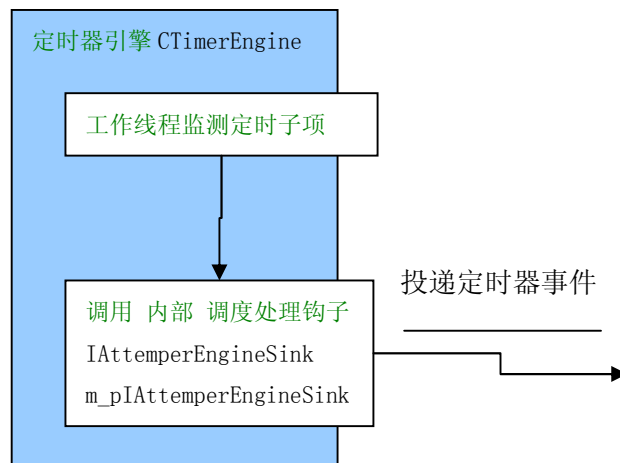 定时器引擎 CTimerEngine
工作线程监测定时子项
调用 内部 调度处理钩子
IAttemperEngineSink
m_pIAttemperEngineSink
投递定时器事件